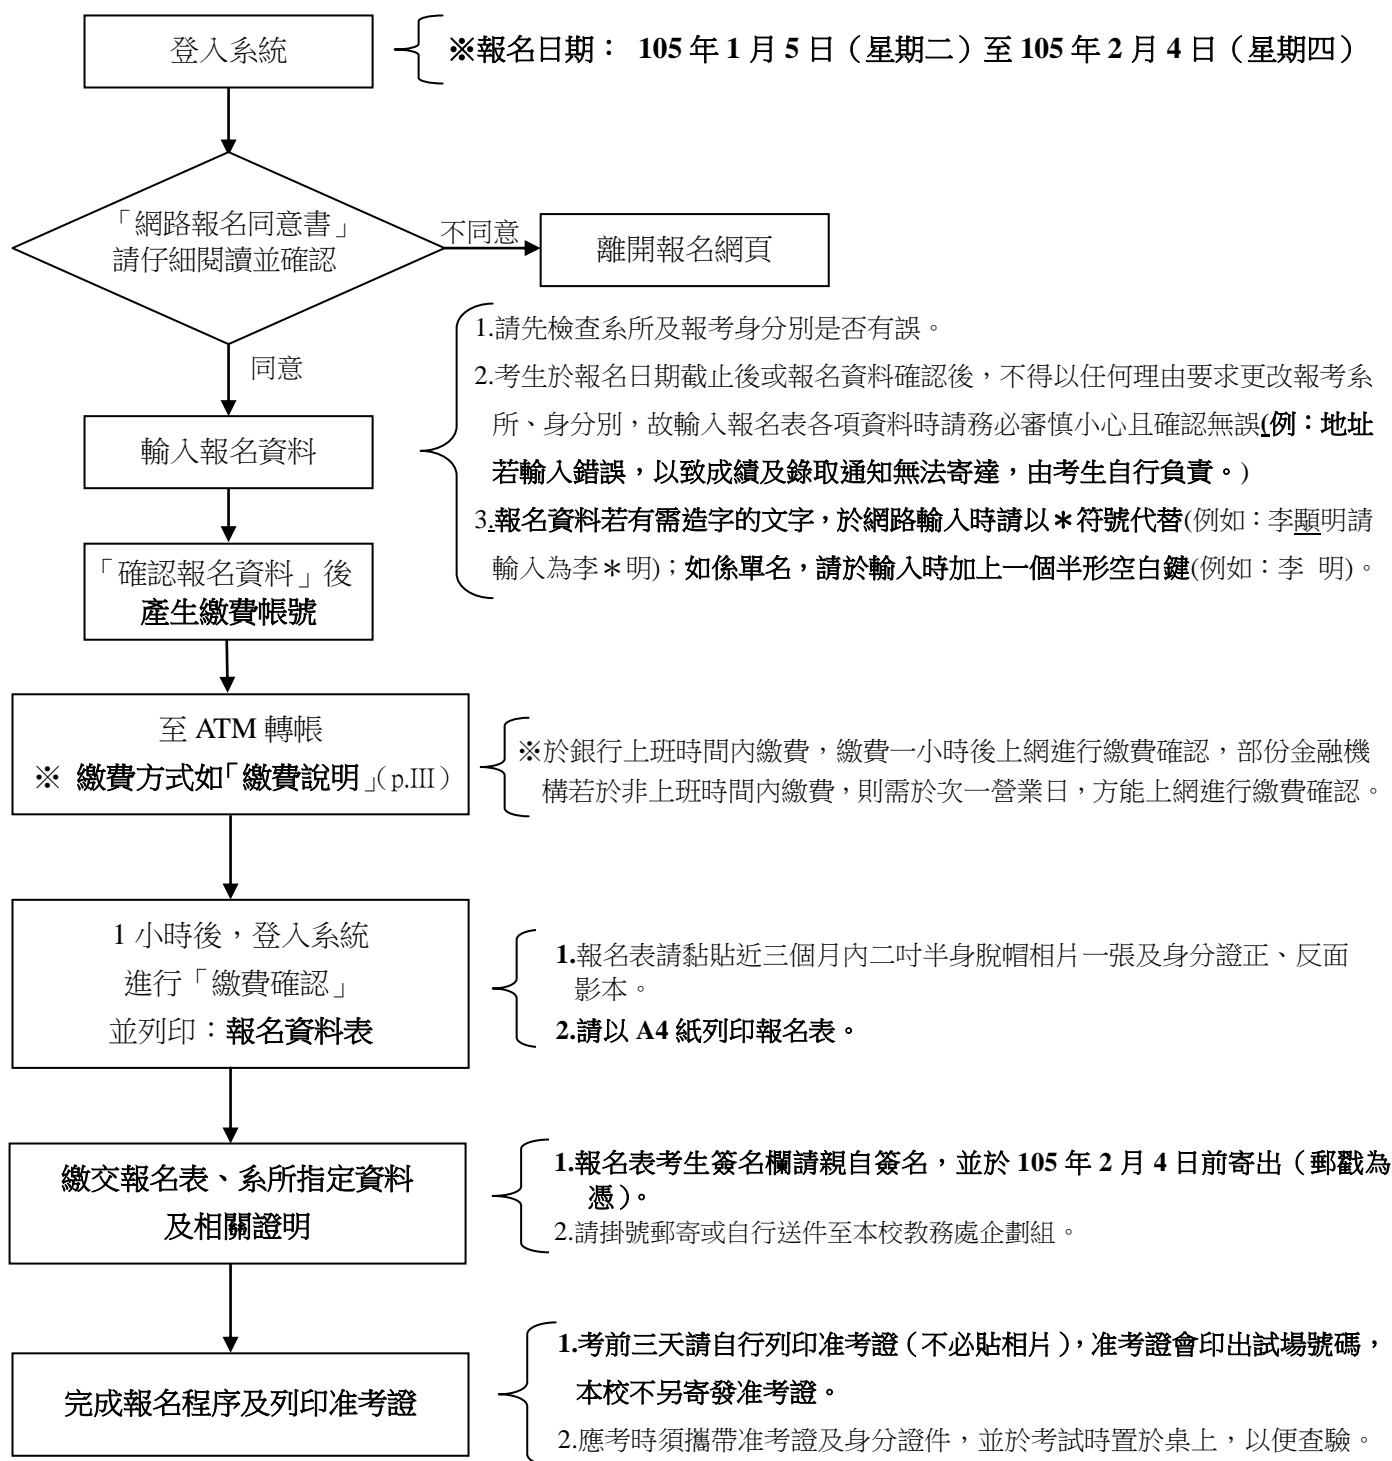 登入系統
※報名日期： 105 年 1 月 5 日（星期二）至 105 年 2 月 4 日（星期四）
「網路報名同意書」
請仔細閱讀並確認
不同意
離開報名網頁
同意
輸入報名資料
1.請先檢查系所及報考身分別是否有誤。
2.考生於報名日期截止後或報名資料確認後，不得以任何理由要求更改報考系
所、身分別，故輸入報名表各項資料時請務必審慎小心且確認無誤(例：地址
若輸入錯誤，以致成績及錄取通知無法寄達，由考生自行負責。)
3.報名資料若有需造字的文字，於網路輸入時請以＊符號代替(例如：李顒明請
輸入為李＊明)；如係單名，請於輸入時加上一個半形空白鍵(例如：李 明)。
「確認報名資料」後
產生繳費帳號
至 ATM 轉帳
※ 繳費方式如「繳費說明」（p.III）
※於銀行上班時間內繳費，繳費一小時後上網進行繳費確認，部份金融機
構若於非上班時間內繳費，則需於次一營業日，方能上網進行繳費確認。
1 小時後，登入系統
進行「繳費確認」
並列印：報名資料表
1.報名表請黏貼近三個月內二吋半身脫帽相片一張及身分證正、反面
影本。
2.請以 A4 紙列印報名表。
繳交報名表、系所指定資料
及相關證明
1.報名表考生簽名欄請親自簽名，並於 105 年 2 月 4 日前寄出（郵戳為
憑）。
2.請掛號郵寄或自行送件至本校教務處企劃組。
完成報名程序及列印准考證
1.考前三天請自行列印准考證（不必貼相片），准考證會印出試場號碼，
本校不另寄發准考證。
2.應考時須攜帶准考證及身分證件，並於考試時置於桌上，以便查驗。